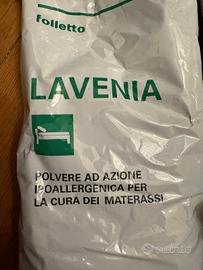 folletto
LAVENIA
POLVERE AD AZIONE
IPOALLERGENICA PER
LA CURA DEI MATERASSI